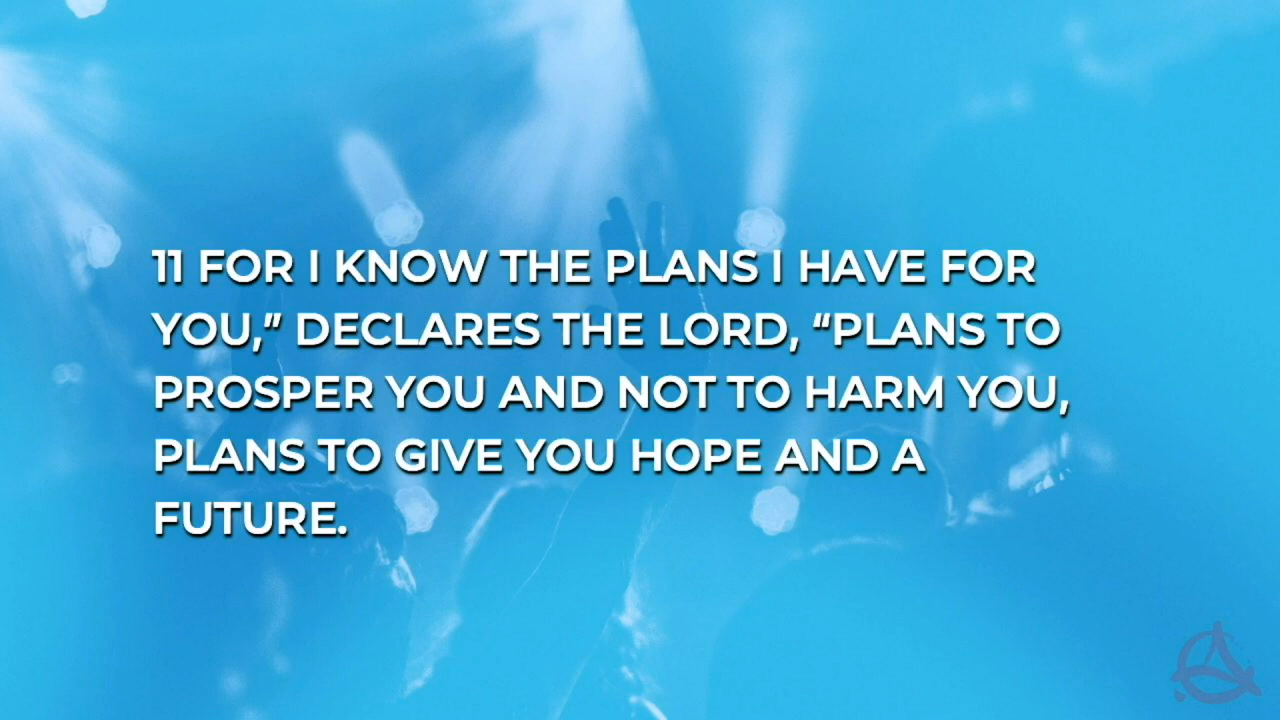 11 FOR I KNOW THE PLANS I HAVE FOR
YOU,” DECLARES THE LORD, “PLANS TO
PROSPER YOU AND NOT TO HARM YOU,
PLANS TO GIVE YOU HOPE AND A
FUTURE.